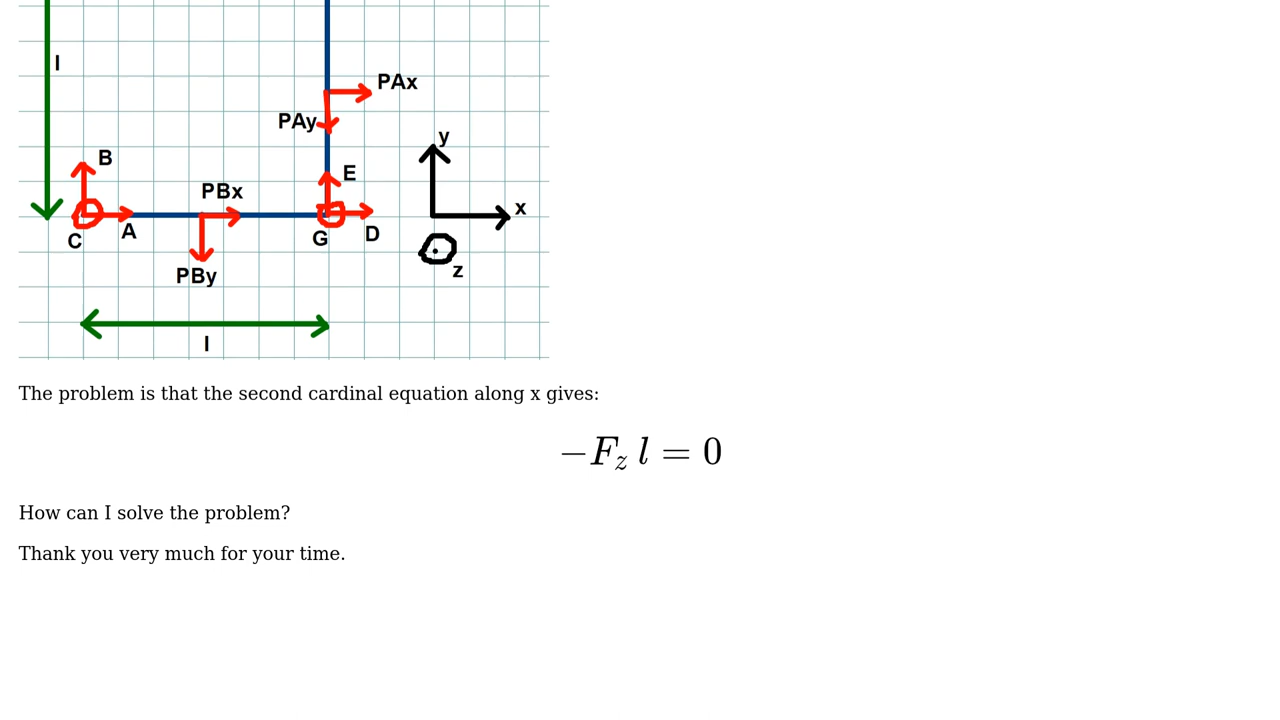 l
PAx
PAy
y
B
E
PBx
x
C
A
G
D
PBy
z
l
The problem is that the second cardinal equation along x gives:
−F_z l = 0
How can I solve the problem?
Thank you very much for your time.